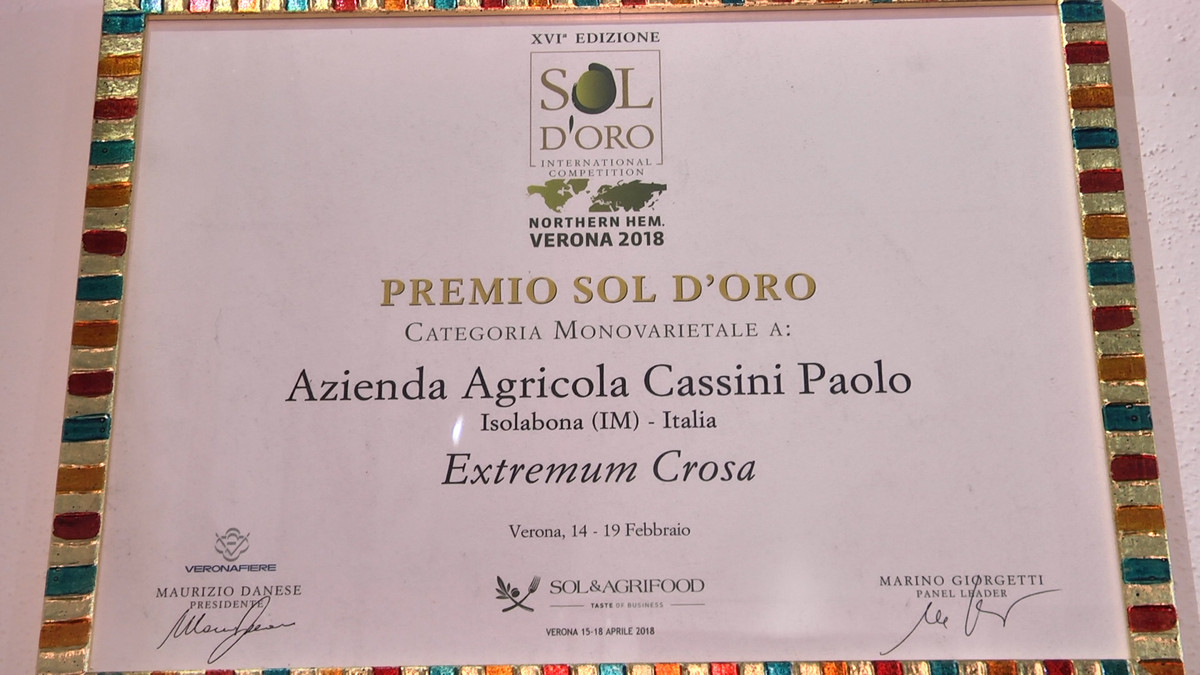 XVIª EDIZIONE
SOL
D'ORO
INTERNATIONAL
COMPETITION
NORTHERN HEM.
VERONA 2018
PREMIO SOL D'ORO
CATEGORIA MONOVARIETALE A:
Azienda Agricola Cassini Paolo
Isolabona (IM) - Italia
Extremum Crosa
Verona, 14 - 19 Febbraio
VERONAFIERE
MAURIZIO DANESE
PRESIDENTE
SOL&AGRIFOOD
TASTE OF BUSINESS
VERONA 15-18 APRILE 2018
MARINO GIORGETTI
PANEL LEADER